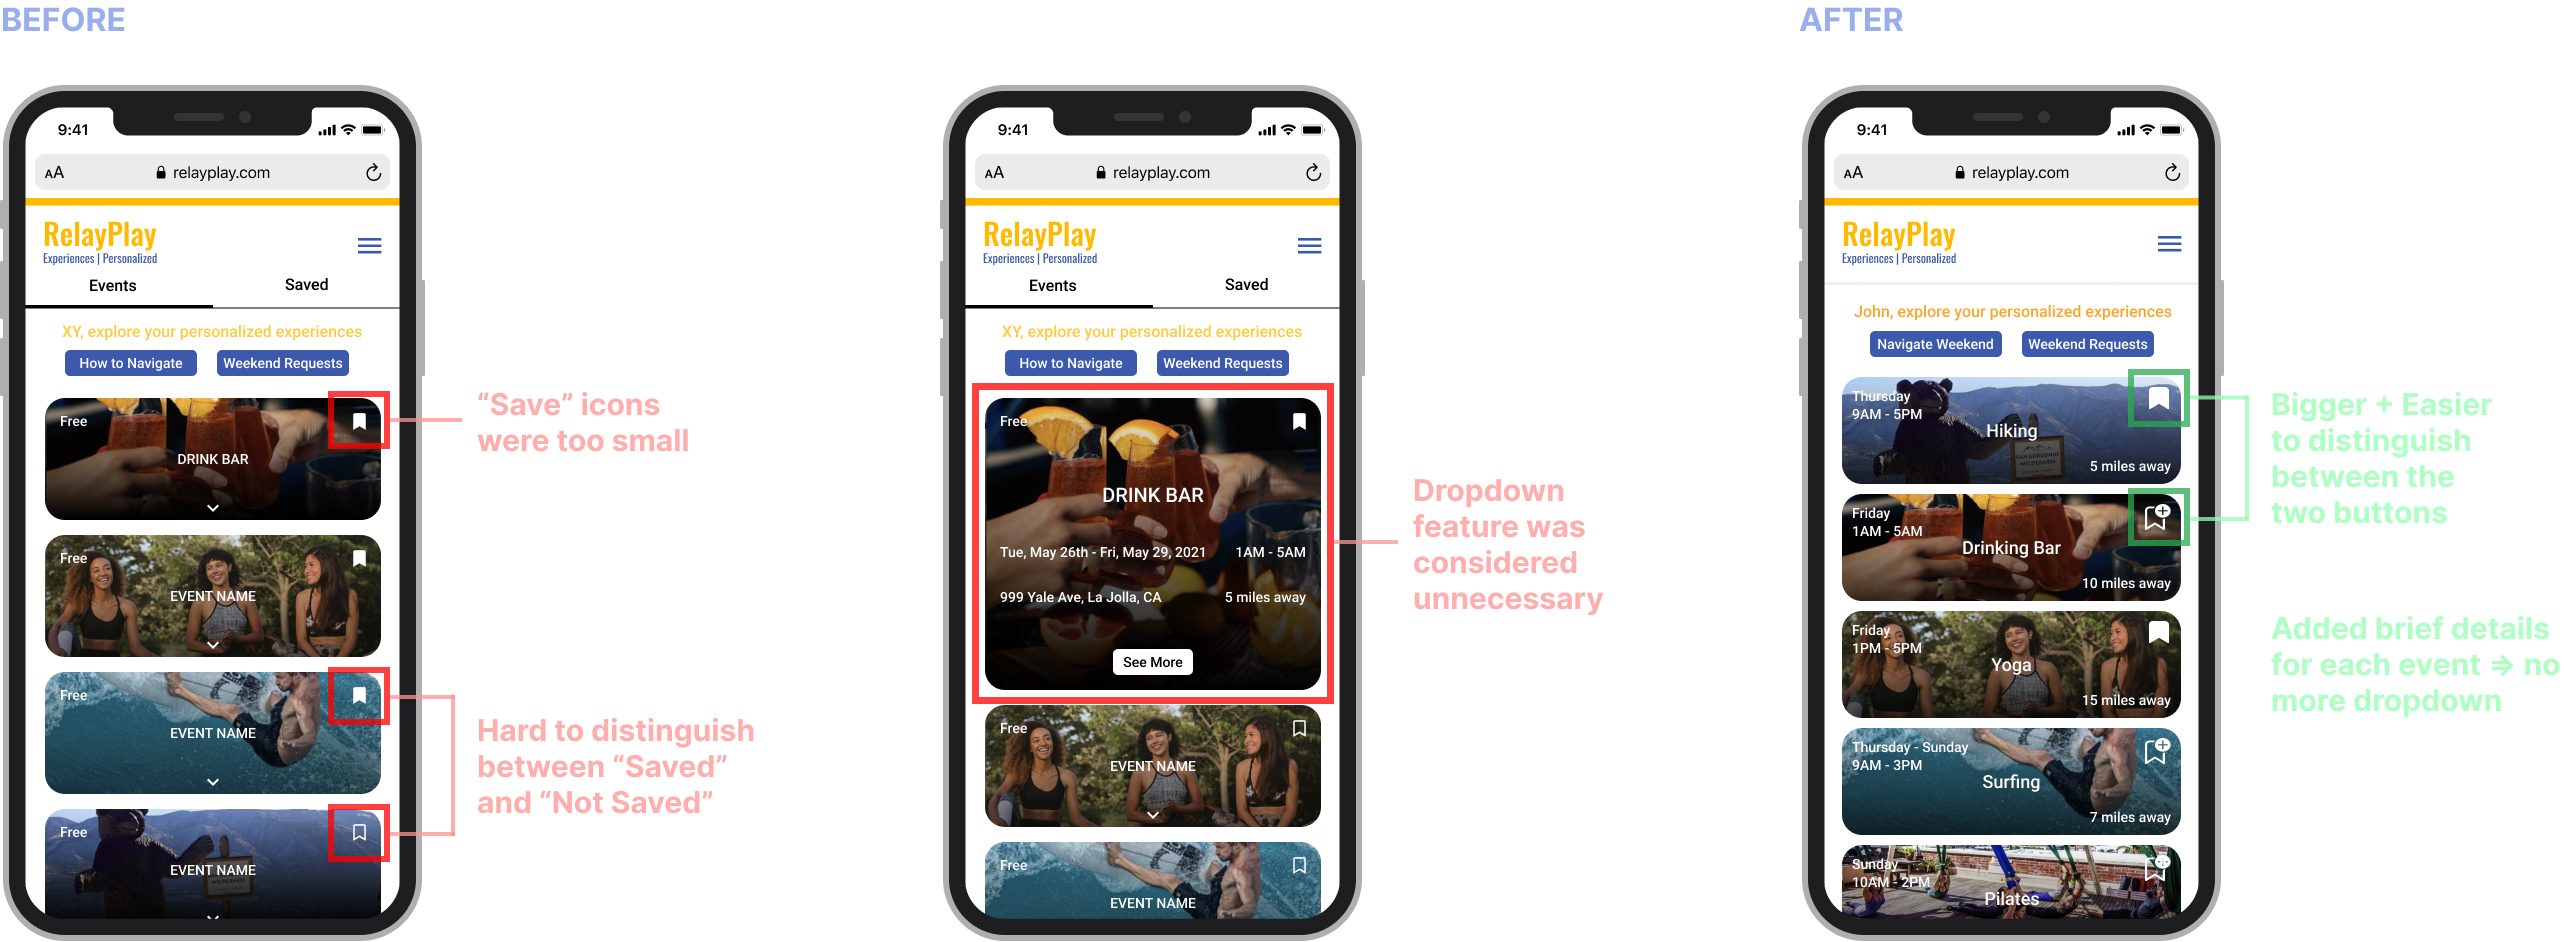 BEFORE
AFTER
9:41
AA
relayplay.com
RelayPlay
Experiences | Personalized
Events
Saved
XY, explore your personalized experiences
How to Navigate
Weekend Requests
Free
DRINK BAR
Free
EVENT NAME
Free
EVENT NAME
Free
EVENT NAME
“Save” icons
were too small
Hard to distinguish
between “Saved”
and “Not Saved”
9:41
AA
relayplay.com
RelayPlay
Experiences | Personalized
Events
Saved
XY, explore your personalized experiences
How to Navigate
Weekend Requests
Free
DRINK BAR
Tue, May 26th - Fri, May 29, 2021
1AM - 5AM
999 Yale Ave, La Jolla, CA
5 miles away
See More
Free
EVENT NAME
Free
EVENT NAME
Dropdown
feature was
considered
unnecessary
9:41
AA
relayplay.com
RelayPlay
Experiences | Personalized
John, explore your personalized experiences
Navigate Weekend
Weekend Requests
Thursday
9AM - 5PM
Hiking
SAN GORGONIO
WILDERNESS
5 miles away
Friday
1AM - 5AM
Drinking Bar
10 miles away
Friday
1PM - 5PM
Yoga
15 miles away
Thursday - Sunday
9AM - 3PM
Surfing
7 miles away
Sunday
10AM - 2PM
Pilates
Bigger + Easier
to distinguish
between the
two buttons
Added brief details
for each event => no
more dropdown